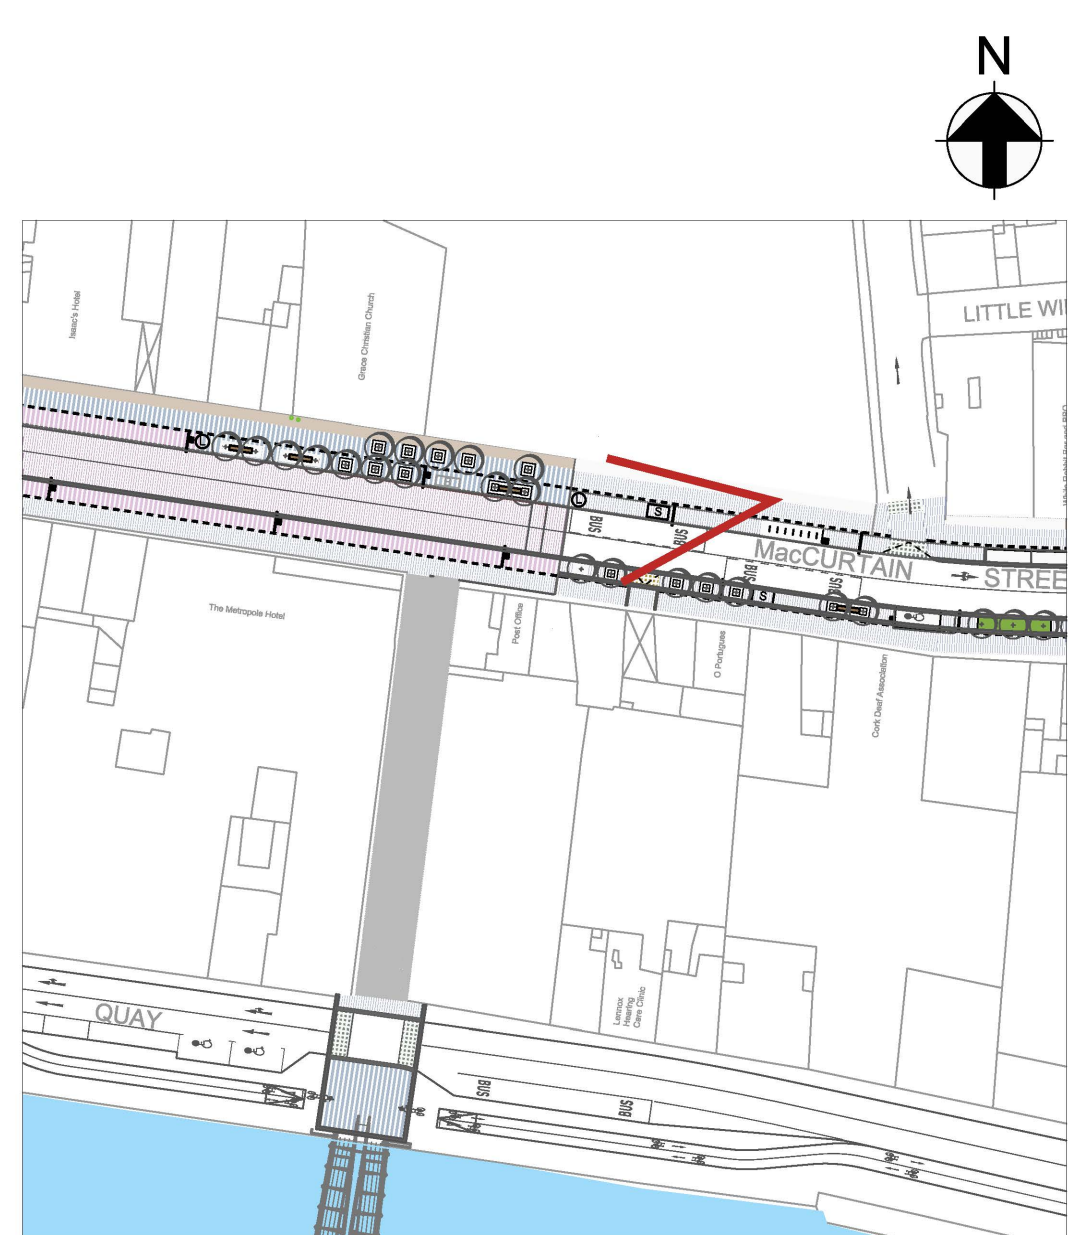 N
LITTLE WI
Isaac's Hotel
Grace Christian Church
L
L
S
BUS
BUS
MacCURTAIN
STREE
BUS
BUS
S
The Metropole Hotel
Post Office
O Portugues
Cork Deaf Association
Lennox
Hearing
Care Clinic
QUAY
BUS
BUS